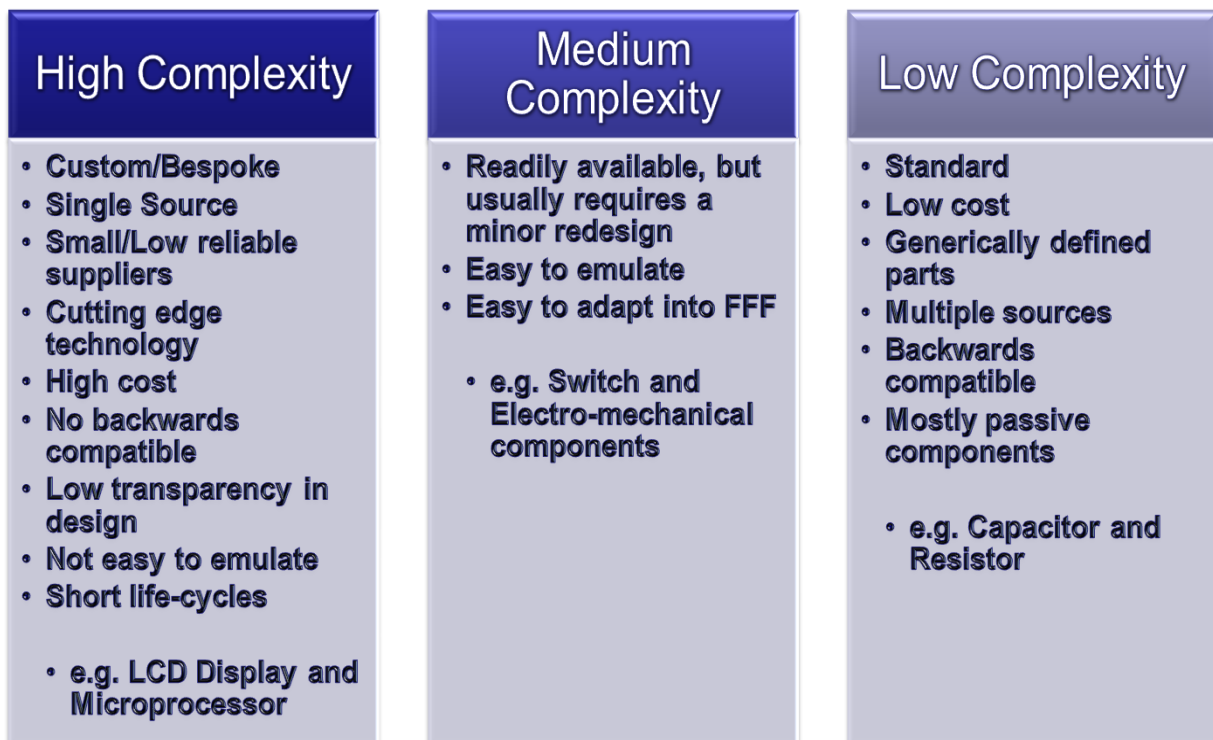 High Complexity
• Custom/Bespoke
• Single Source
• Small/Low reliable
suppliers
• Cutting edge
technology
• High cost
• No backwards
compatible
• Low transparency in
design
• Not easy to emulate
• Short life-cycles
• e.g. LCD Display and
Microprocessor
Medium
Complexity
• Readily available, but
usually requires a
minor redesign
• Easy to emulate
• Easy to adapt into FFF
• e.g. Switch and
Electro-mechanical
components
Low Complexity
• Standard
• Low cost
• Generically defined
parts
• Multiple sources
• Backwards
compatible
• Mostly passive
components
• e.g. Capacitor and
Resistor